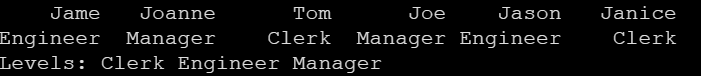 Jame Joanne Tom Joe Jason Janice
Engineer Manager Clerk Manager Engineer Clerk
Levels: Clerk Engineer Manager